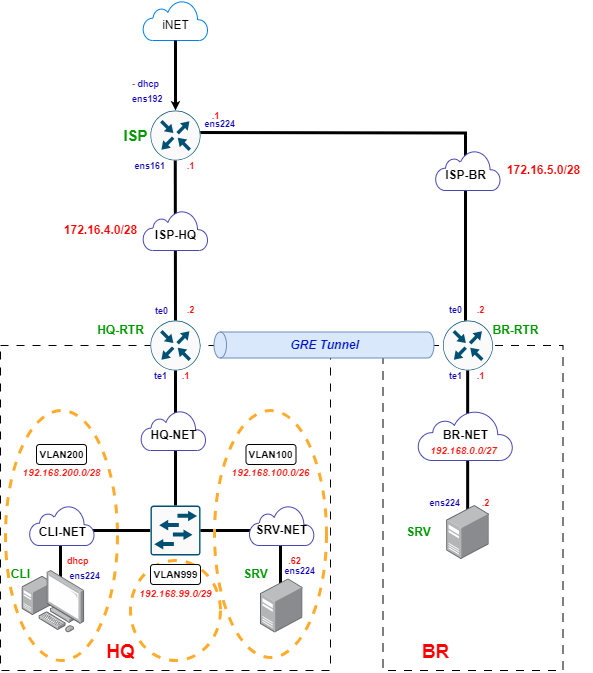 iNET
- dhcp
ens192
.1
ens224
ISP
ens161
.1
ISP-BR
172.16.5.0/28
172.16.4.0/28
ISP-HQ
te0
.2
te0
.2
HQ-RTR
GRE Tunnel
BR-RTR
te1
.1
te1
.1
HQ-NET
BR-NET
192.168.0.0/27
VLAN200
192.168.200.0/28
VLAN100
192.168.100.0/26
ens224
.2
CLI-NET
SRV-NET
SRV
dhcp
ens224
CLI
VLAN999
192.168.99.0/29
.62
ens224
SRV
HQ
BR